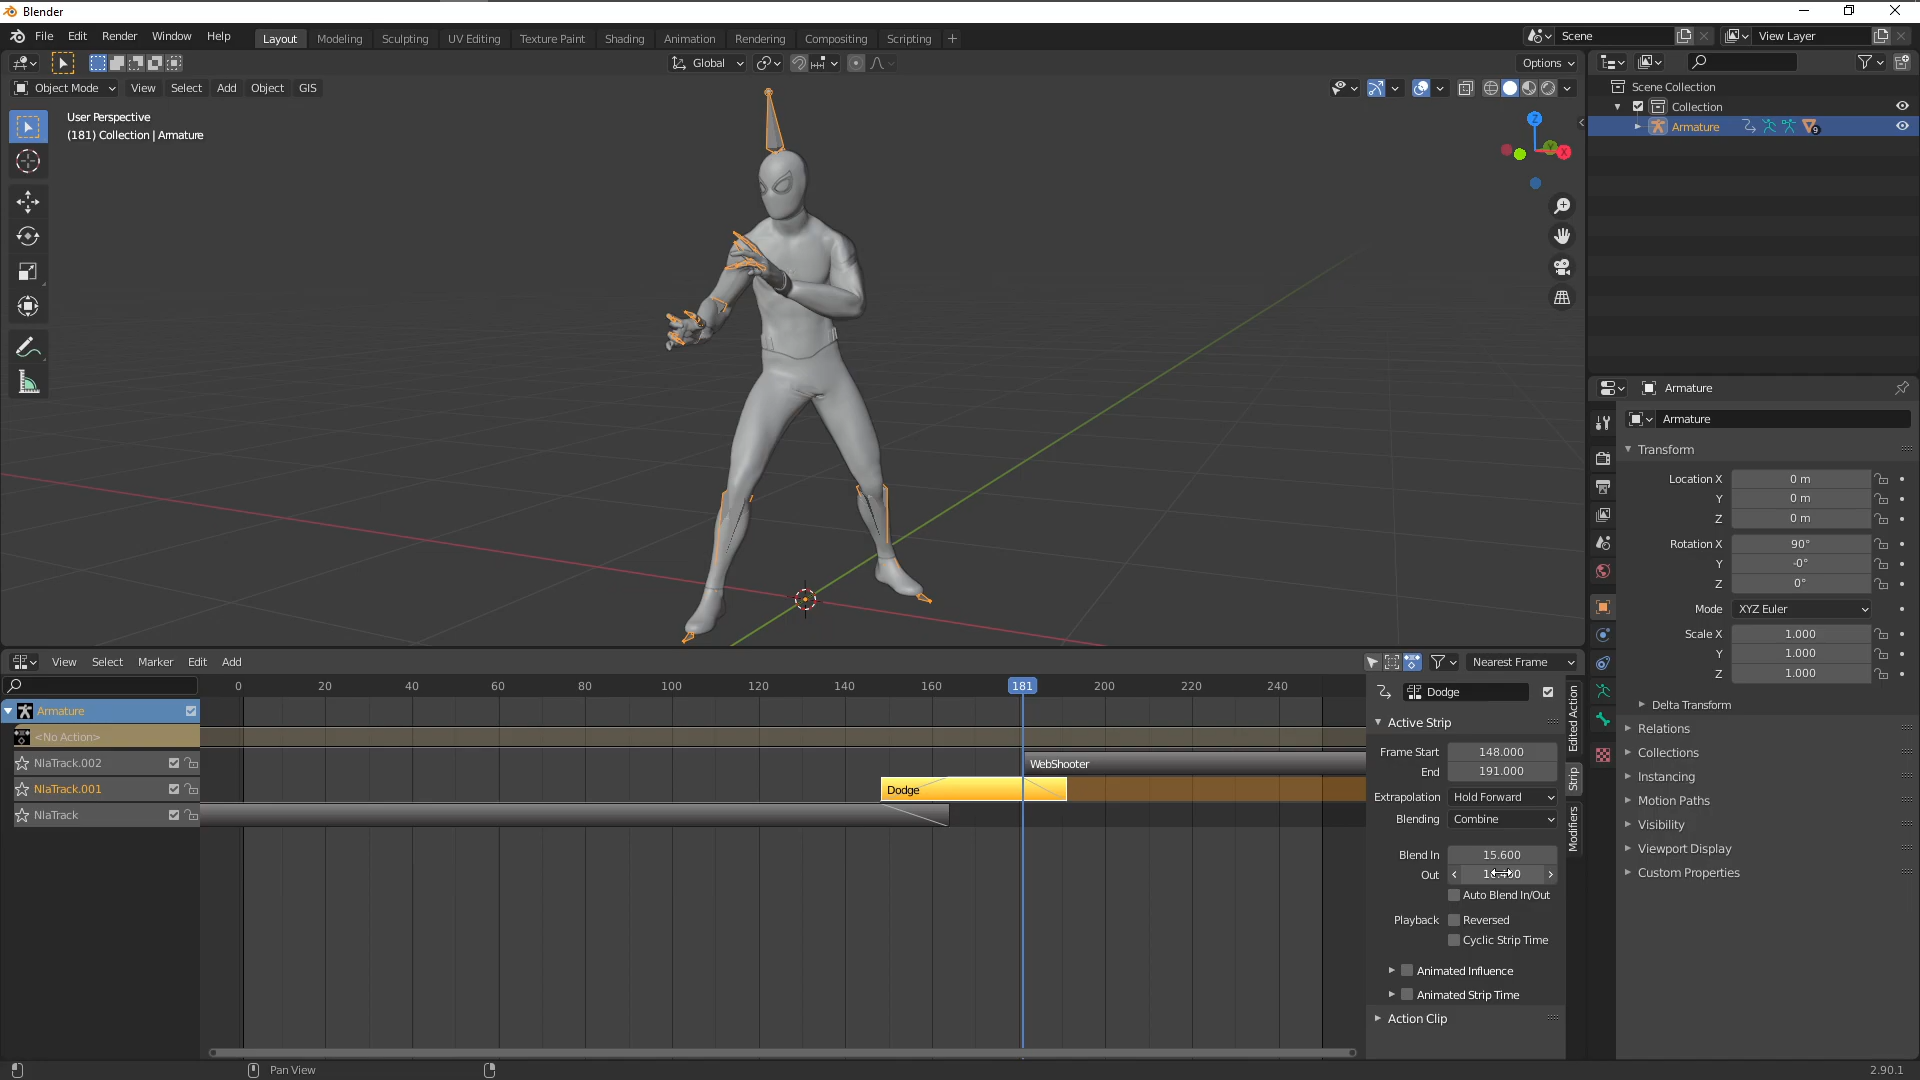 Blender
File Edit Render Window Help Layout Modeling Sculpting UV Editing Texture Paint Shading Animation Rendering Compositing Scripting + Scene View Layer
Global Options
Object Mode View Select Add Object GIS
User Perspective
(181) Collection | Armature
Z
X
Y
Scene Collection
Collection
Armature 9
Armature
Armature
Transform
Location X 0 m
Y 0 m
Z 0 m
Rotation X 90°
Y -0°
Z 0°
Mode XYZ Euler
Scale X 1.000
Y 1.000
Z 1.000
Delta Transform
Relations
Collections
Instancing
Motion Paths
Visibility
Viewport Display
Custom Properties
View Select Marker Edit Add Nearest Frame
0 20 40 60 80 100 120 140 160 181 200 220 240
Armature
<No Action>
NlaTrack.002
NlaTrack.001
NlaTrack
WebShooter
Dodge
Dodge
Active Strip
Frame Start 148.000
End 191.000
Extrapolation Hold Forward
Blending Combine
Blend In 15.600
Out
Auto Blend In/Out
Playback Reversed
Cyclic Strip Time
Animated Influence
Animated Strip Time
Action Clip
Edited Action
Strip
Modifiers
Pan View
2.90.1